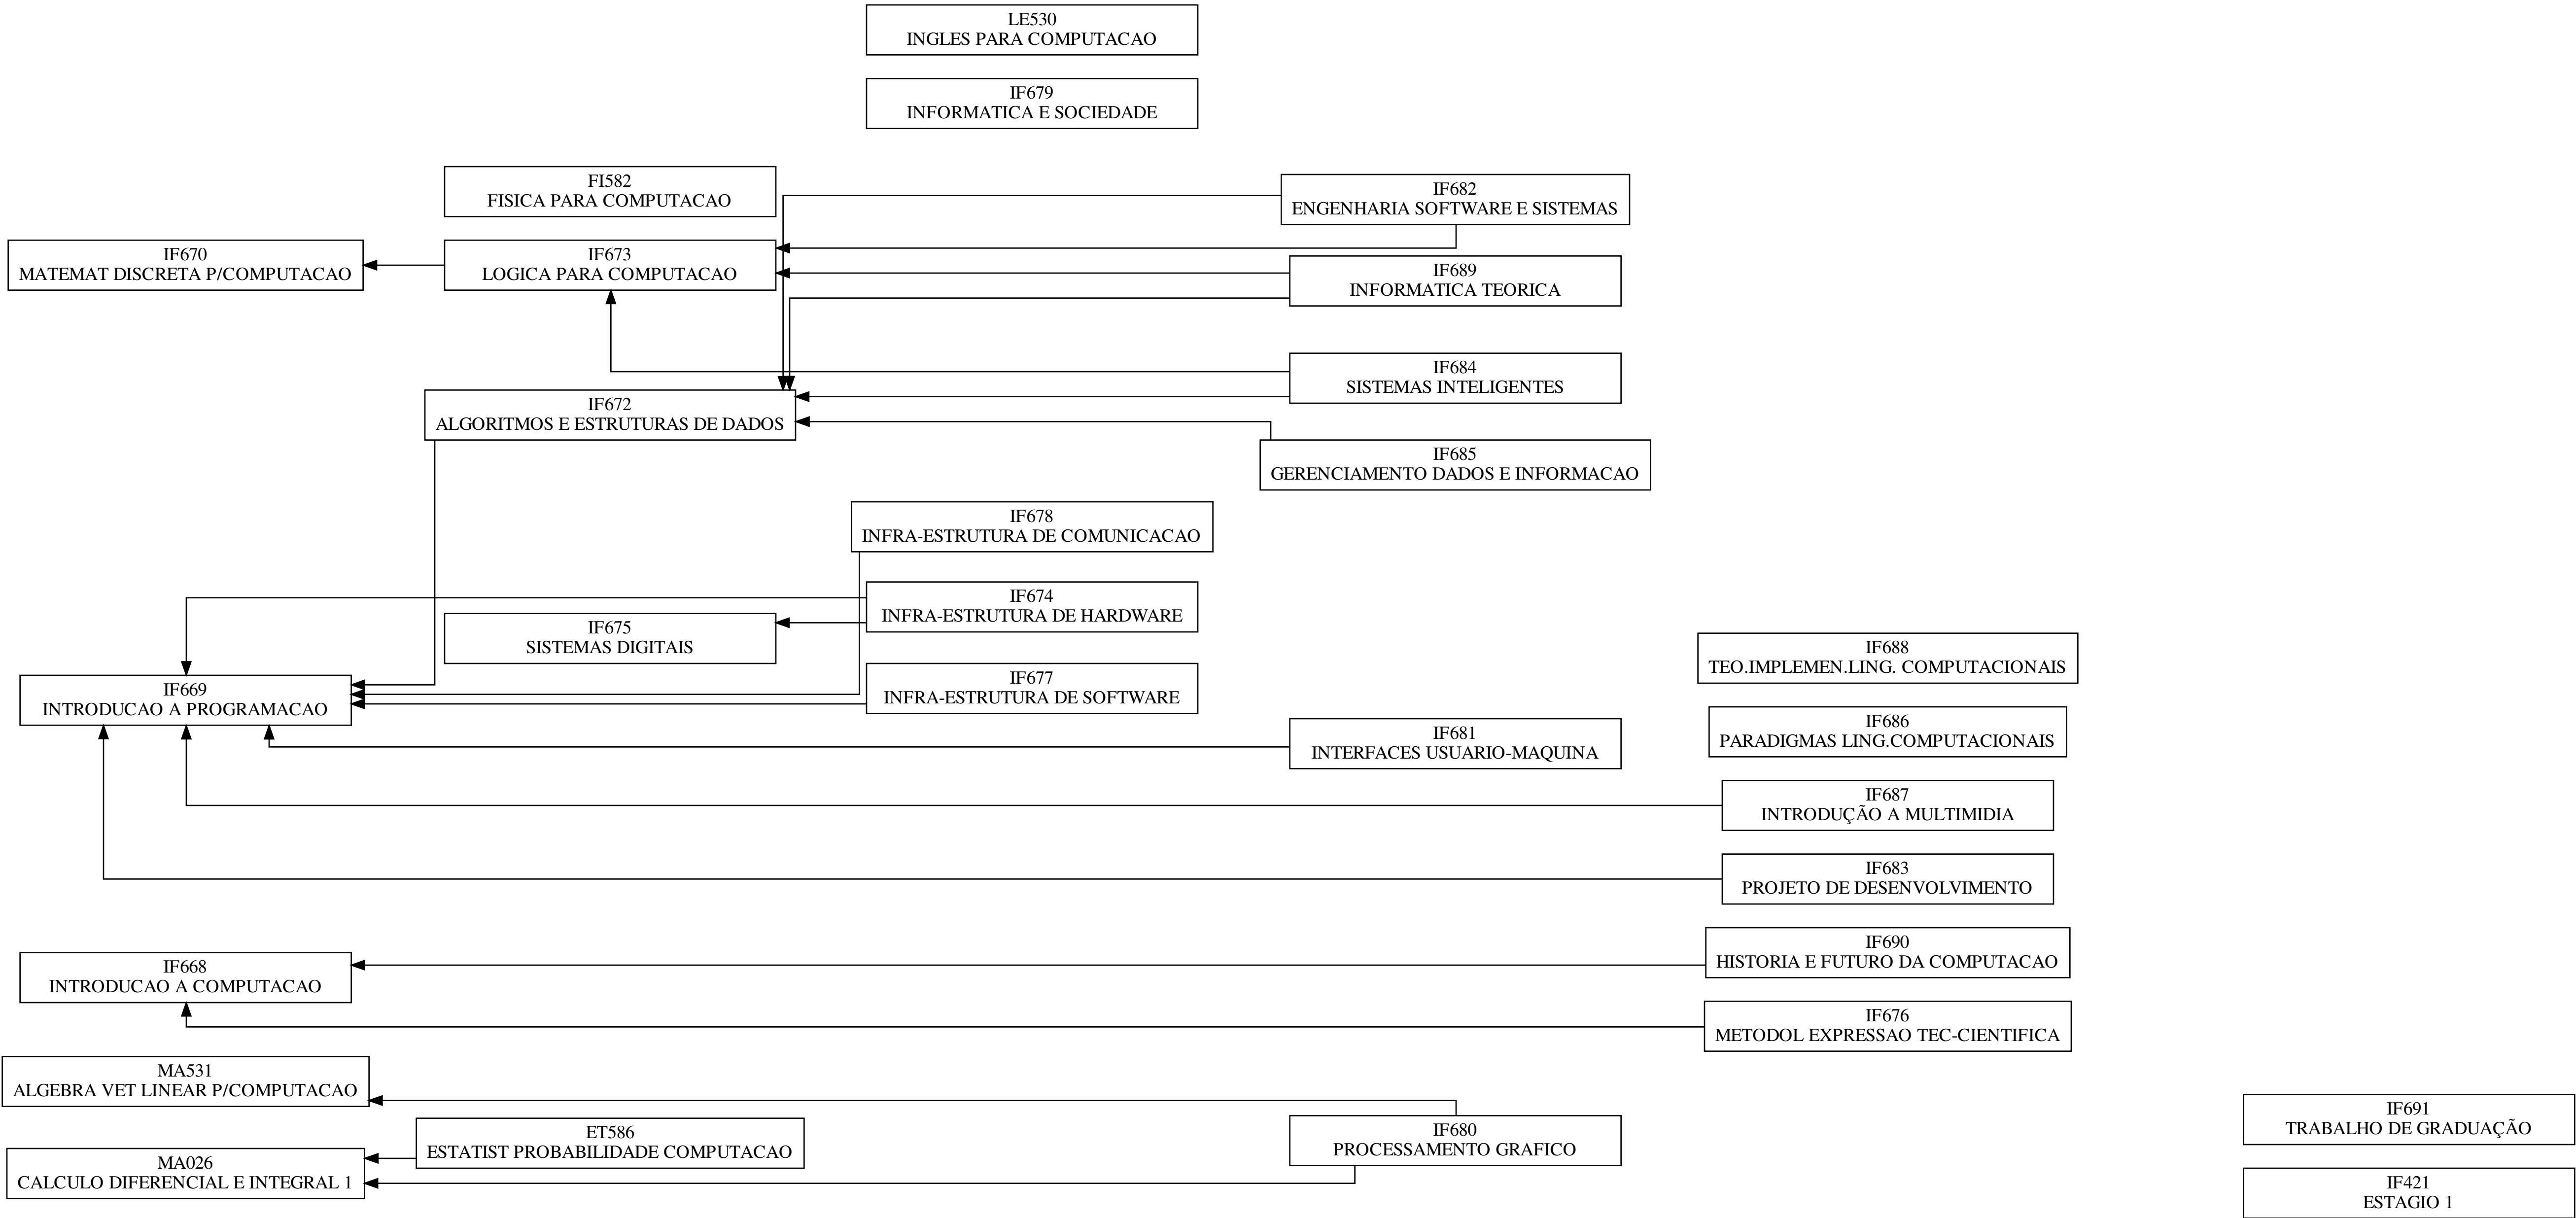 LE530
INGLES PARA COMPUTACAO
IF679
INFORMATICA E SOCIEDADE
FI582
FISICA PARA COMPUTACAO
IF682
ENGENHARIA SOFTWARE E SISTEMAS
IF670
MATEMAT DISCRETA P/COMPUTACAO
IF673
LOGICA PARA COMPUTACAO
IF689
INFORMATICA TEORICA
IF684
SISTEMAS INTELIGENTES
IF672
ALGORITMOS E ESTRUTURAS DE DADOS
IF685
GERENCIAMENTO DADOS E INFORMACAO
IF678
INFRA-ESTRUTURA DE COMUNICACAO
IF674
INFRA-ESTRUTURA DE HARDWARE
IF675
SISTEMAS DIGITAIS
IF688
TEO.IMPLEMEN.LING. COMPUTACIONAIS
IF669
INTRODUCAO A PROGRAMACAO
IF677
INFRA-ESTRUTURA DE SOFTWARE
IF686
PARADIGMAS LING.COMPUTACIONAIS
IF681
INTERFACES USUARIO-MAQUINA
IF687
INTRODUÇÃO A MULTIMIDIA
IF683
PROJETO DE DESENVOLVIMENTO
IF690
HISTORIA E FUTURO DA COMPUTACAO
IF668
INTRODUCAO A COMPUTACAO
IF676
METODOL EXPRESSAO TEC-CIENTIFICA
MA531
ALGEBRA VET LINEAR P/COMPUTACAO
IF691
TRABALHO DE GRADUAÇÃO
ET586
ESTATIST PROBABILIDADE COMPUTACAO
IF680
PROCESSAMENTO GRAFICO
MA026
CALCULO DIFERENCIAL E INTEGRAL 1
IF421
ESTAGIO 1